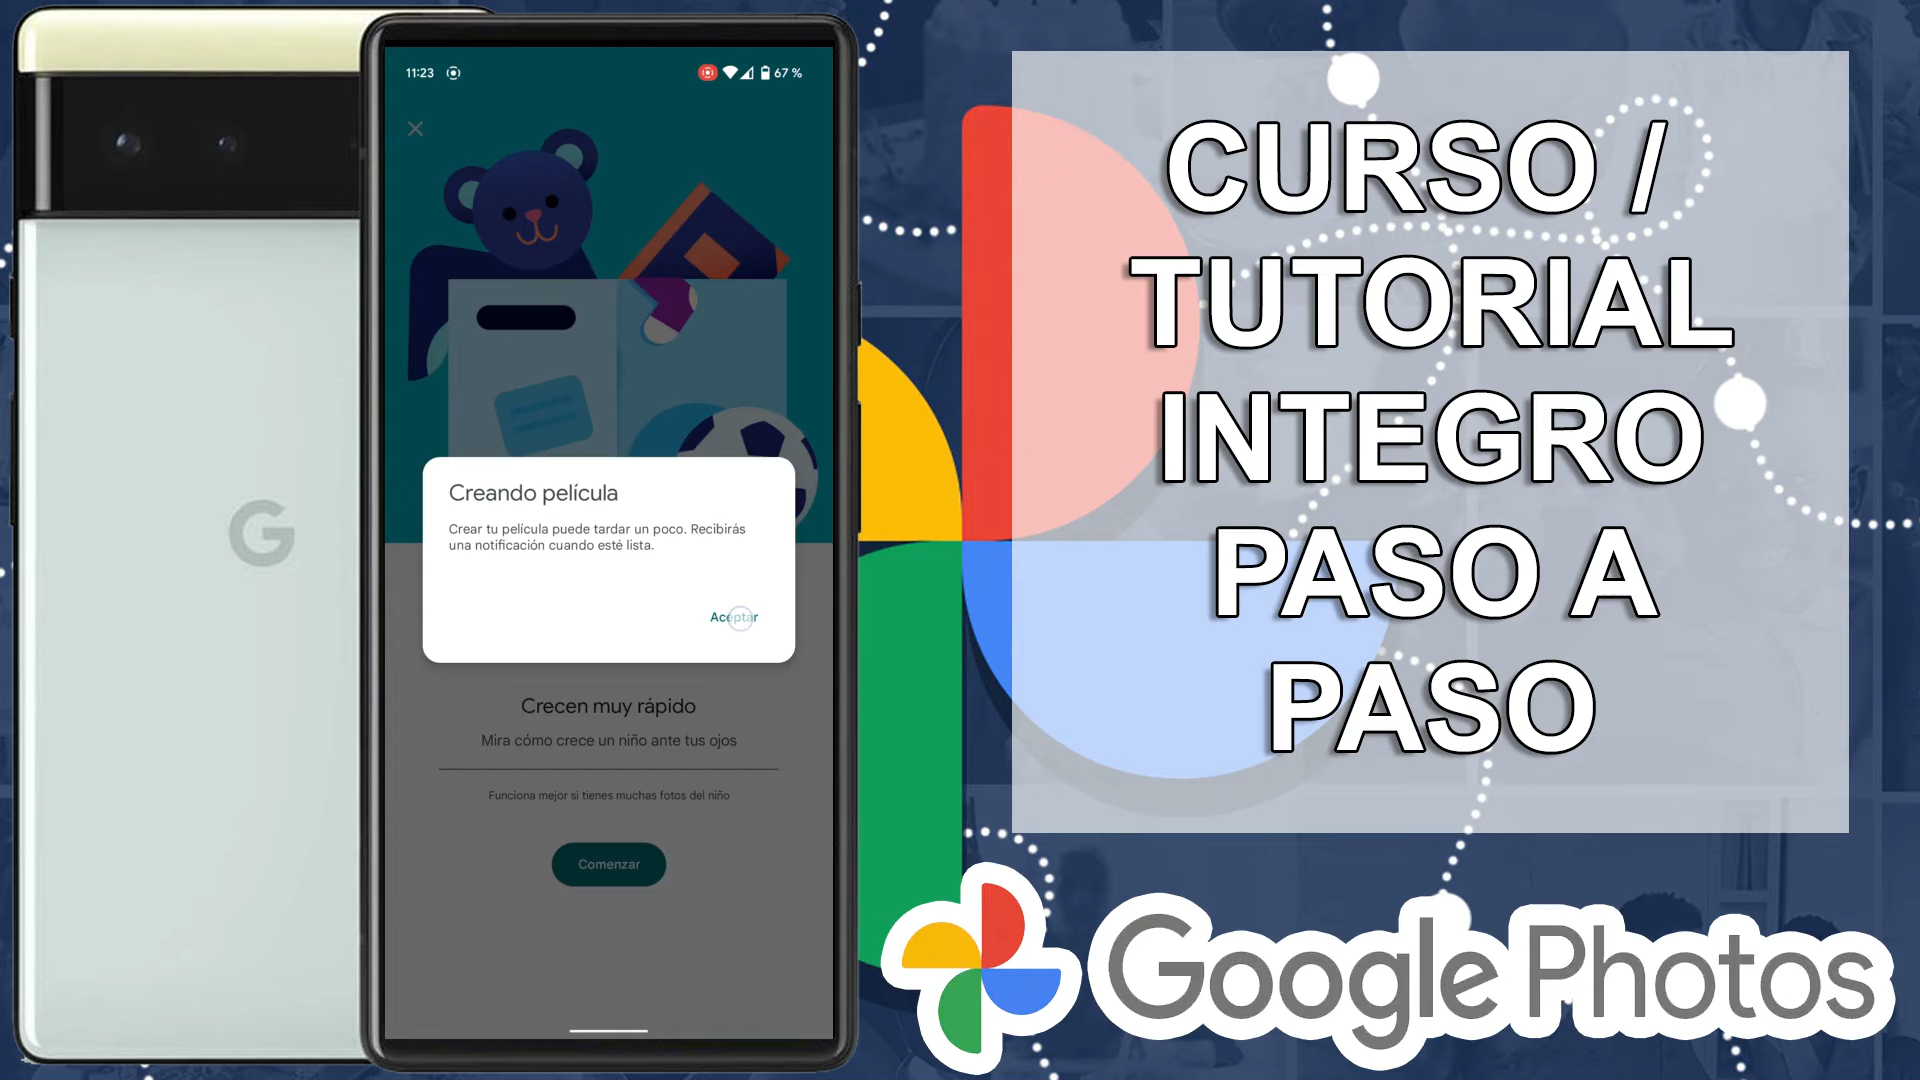 11:23
67 %
Creando película
Crear tu película puede tardar un poco. Recibirás
una notificación cuando esté lista.
Aceptar
Crecen muy rápido
Mira cómo crece un niño ante tus ojos
Funciona mejor si tienes muchas fotos del niño
Comenzar
G
CURSO /
TUTORIAL
INTEGRO
PASO A
PASO
Google Photos